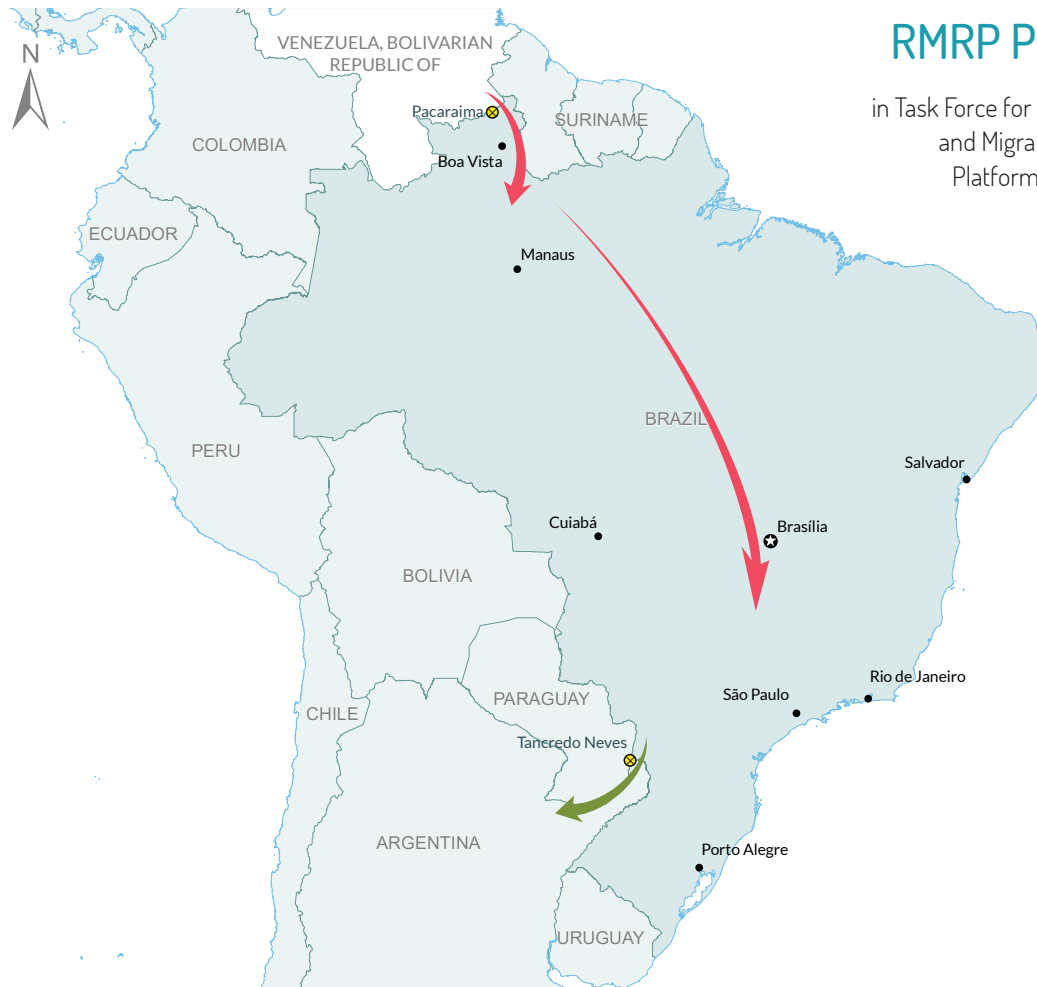 RMRP P
in Task Force for
and Migra
Platform
N
VENEZUELA, BOLIVARIAN
REPUBLIC OF
Pacaraima
SURINAME
COLOMBIA
Boa Vista
ECUADOR
Manaus
BRAZIL
PERU
Salvador
Cuiabá
Brasília
BOLIVIA
Rio de Janeiro
PARAGUAY
São Paulo
CHILE
Tancredo Neves
ARGENTINA
Porto Alegre
URUGUAY